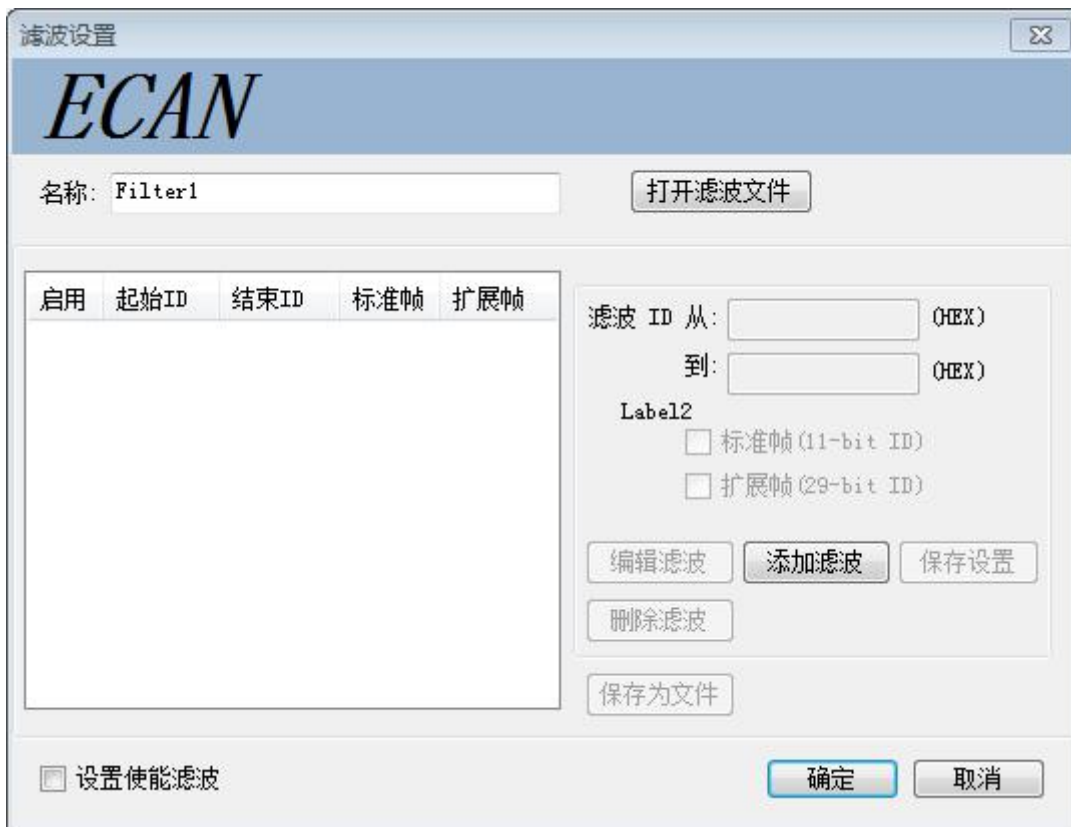 滤波设置
ECAN
名称: Filter1 打开滤波文件
启用 起始ID 结束ID 标准帧 扩展帧
滤波 ID 从: (HEX)
到: (HEX)
Label2
标准帧(11-bit ID)
扩展帧(29-bit ID)
编辑滤波 添加滤波 保存设置
删除滤波
保存为文件
设置使能滤波 确定 取消